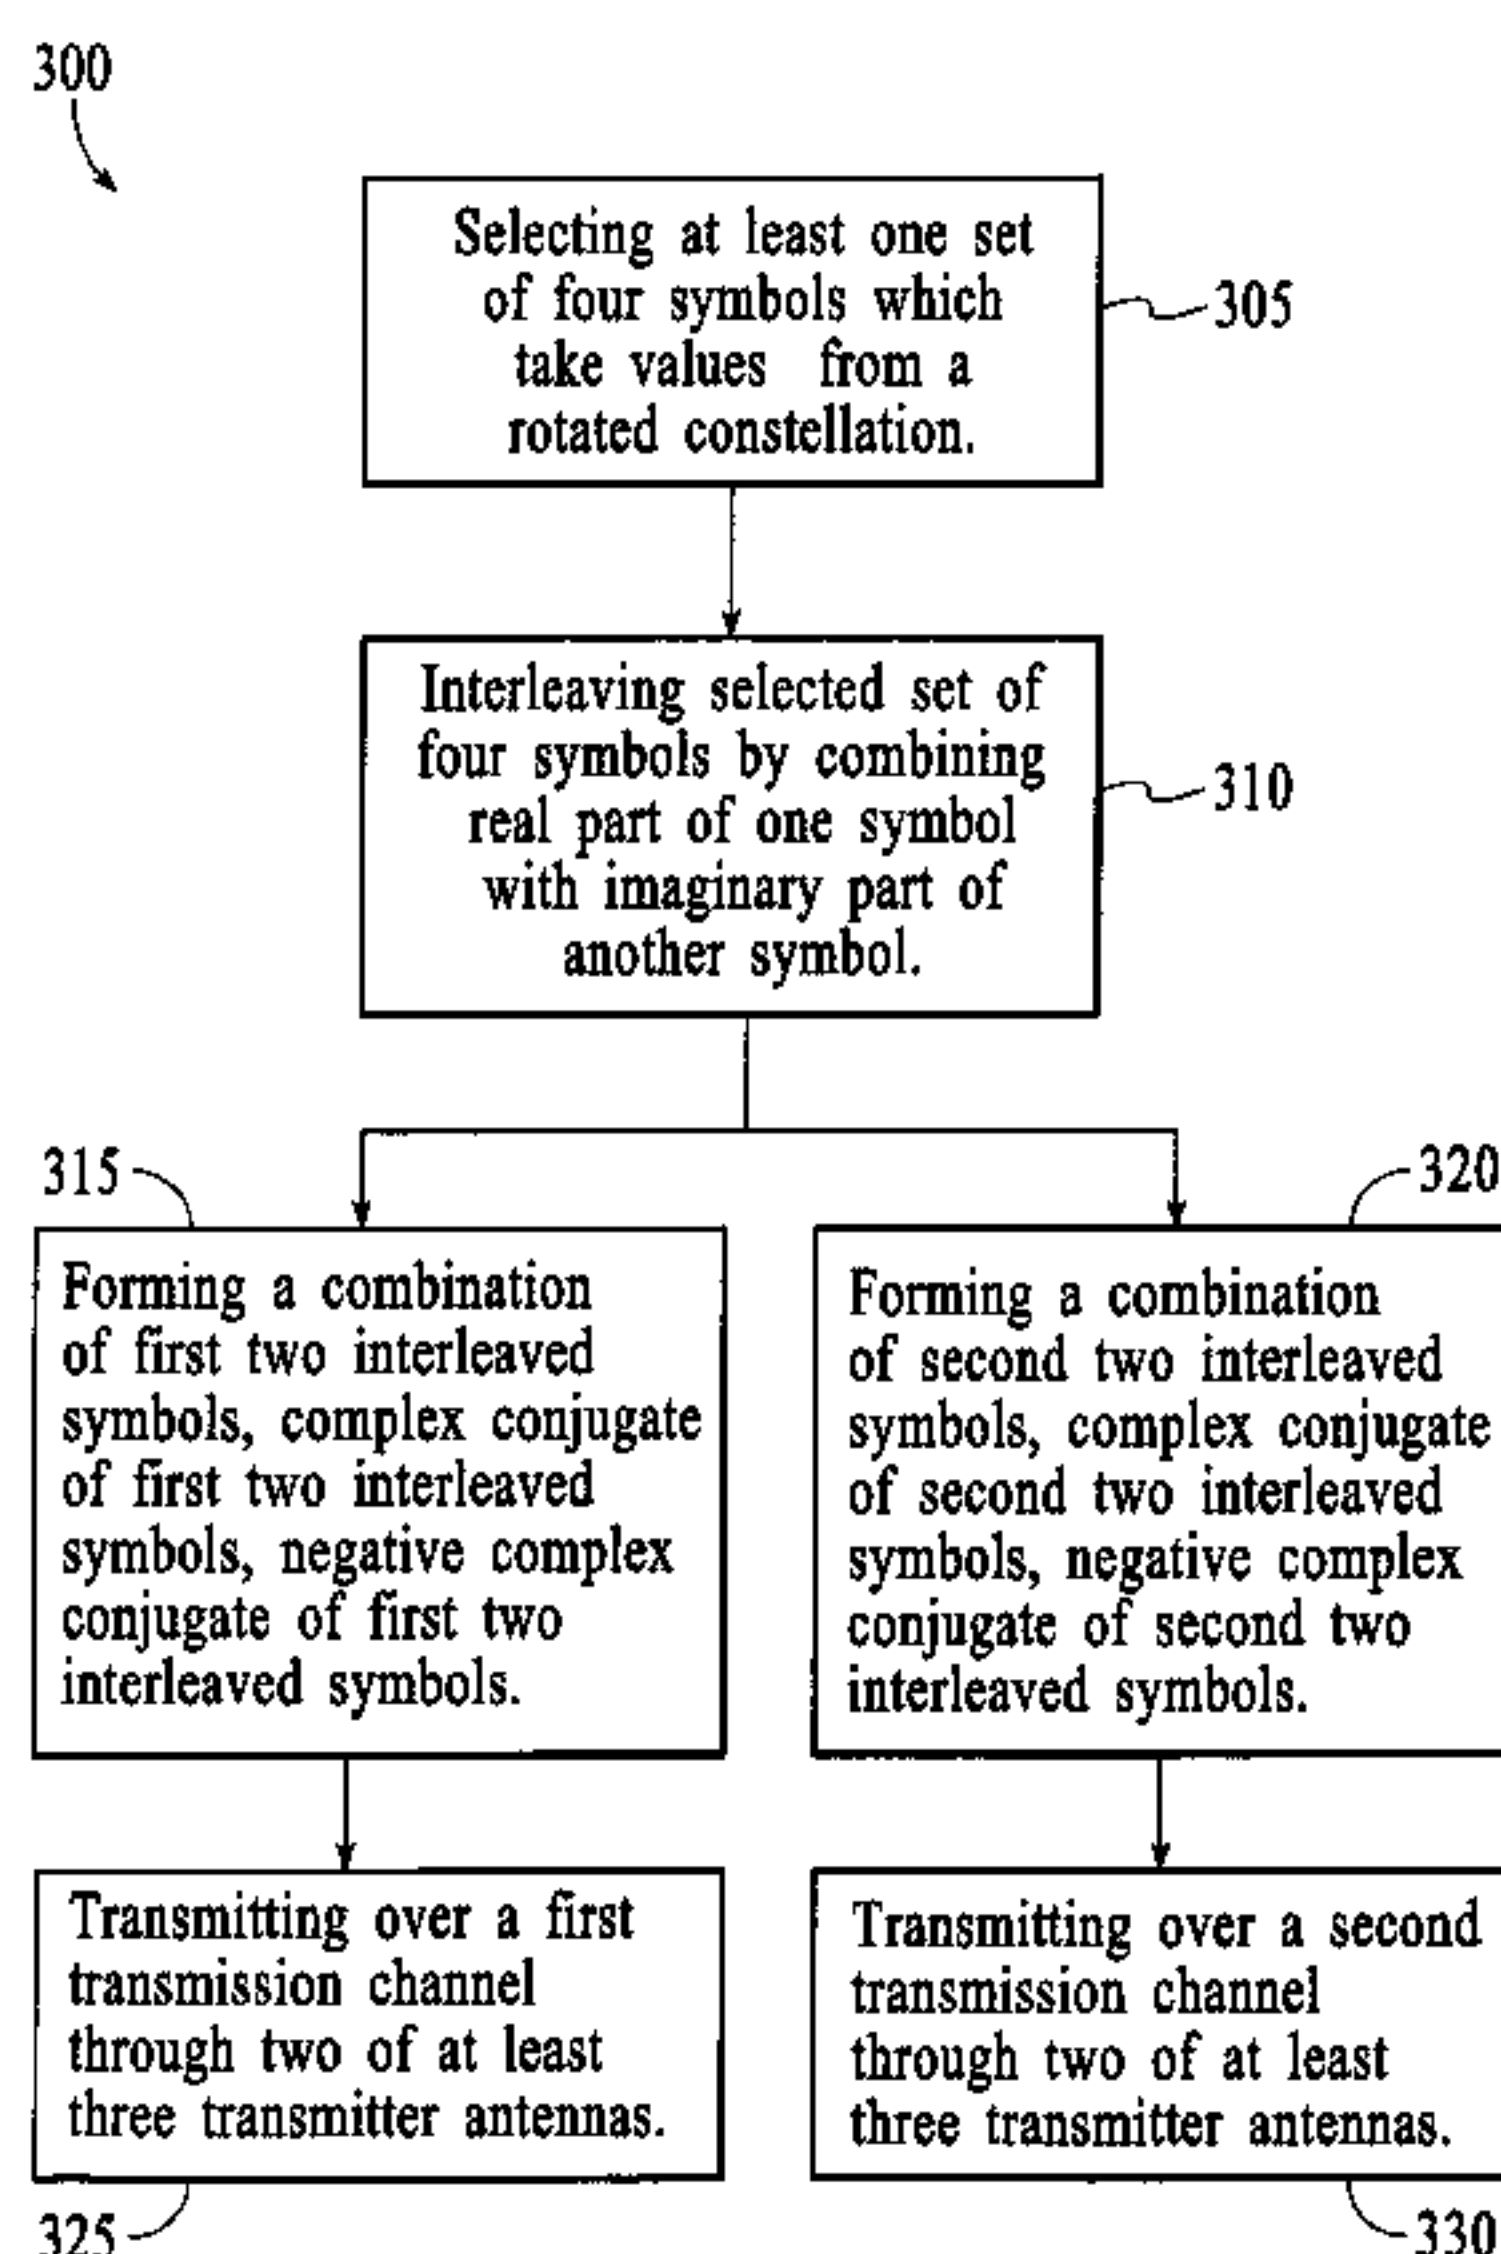 300
Selecting at least one set
of four symbols which
take values from a
rotated constellation.
305
Interleaving selected set of
four symbols by combining
real part of one symbol
with imaginary part of
another symbol.
310
315
320
Forming a combination
of first two interleaved
symbols, complex conjugate
of first two interleaved
symbols, negative complex
conjugate of first two
interleaved symbols.
Forming a combination
of second two interleaved
symbols, complex conjugate
of second two interleaved
symbols, negative complex
conjugate of second two
interleaved symbols.
Transmitting over a first
transmission channel
through two of at least
three transmitter antennas.
Transmitting over a second
transmission channel
through two of at least
three transmitter antennas.
325
330